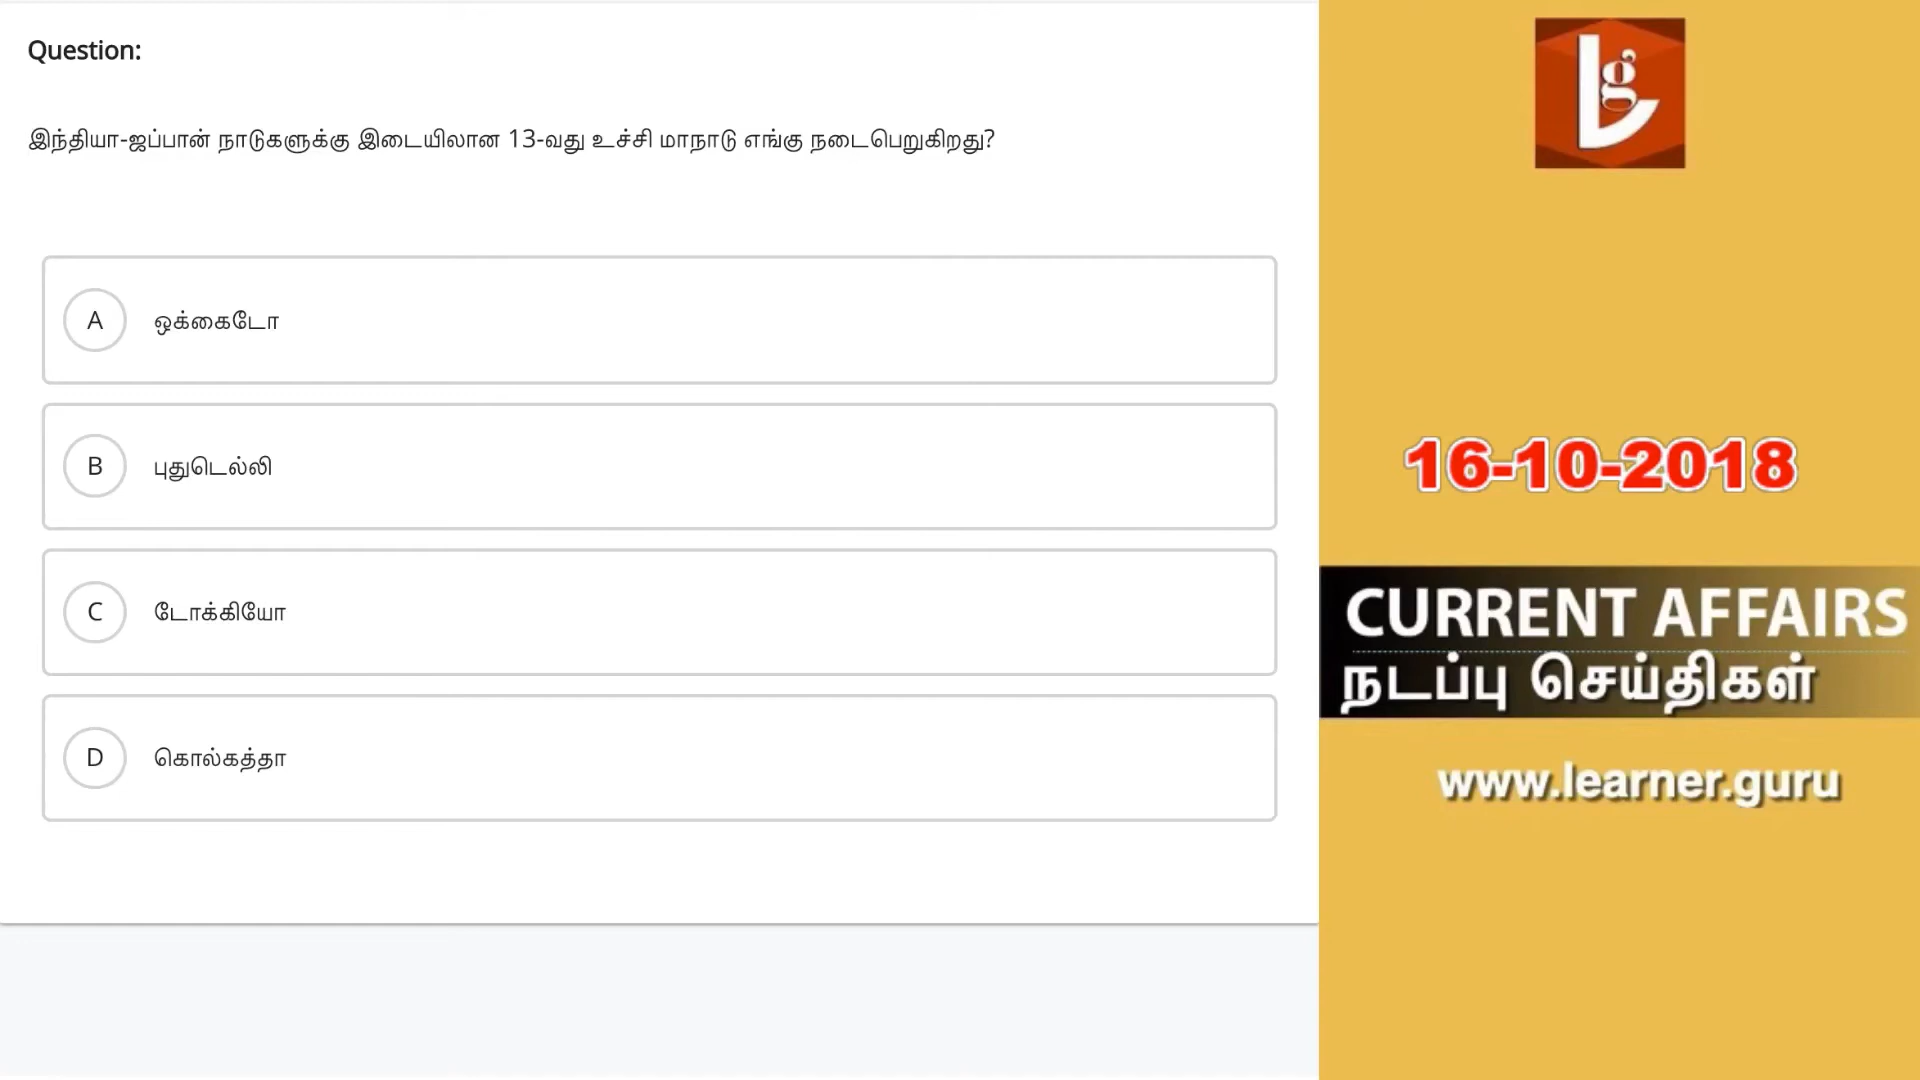 Question:
இந்தியா-ஜப்பான் நாடுகளுக்கு இடையிலான 13-வது உச்சி மாநாடு எங்கு நடைபெறுகிறது?
A ஒக்கைடோ
B புதுடெல்லி
C டோக்கியோ
D கொல்கத்தா
Lg
16-10-2018
CURRENT AFFAIRS
நடப்பு செய்திகள்
www.learner.guru